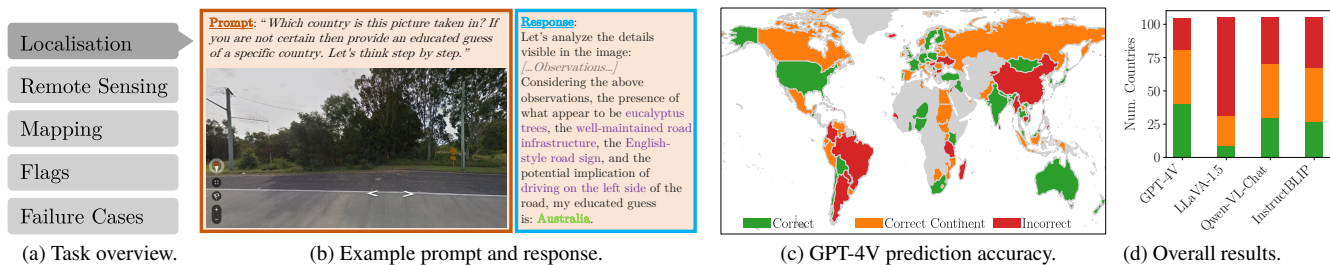 Localisation
Remote Sensing
Mapping
Flags
Failure Cases
(a) Task overview.
Prompt: “Which country is this picture taken in? If
you are not certain then provide an educated guess
of a specific country. Let’s think step by step.”
Response:
Let’s analyze the details
visible in the image:
[...Observations...]
Considering the above
observations, the presence of
what appear to be eucalyptus
trees, the well-maintained road
infrastructure, the English-
style road sign, and the
potential implication of
driving on the left side of the
road, my educated guess
is: Australia.
(b) Example prompt and response.
Correct
Correct Continent
Incorrect
(c) GPT-4V prediction accuracy.
Num. Countries
100
75
50
25
0
GPT-4V
LLaVA-1.5
Qwen-VL-Chat
InstructBLIP
(d) Overall results.